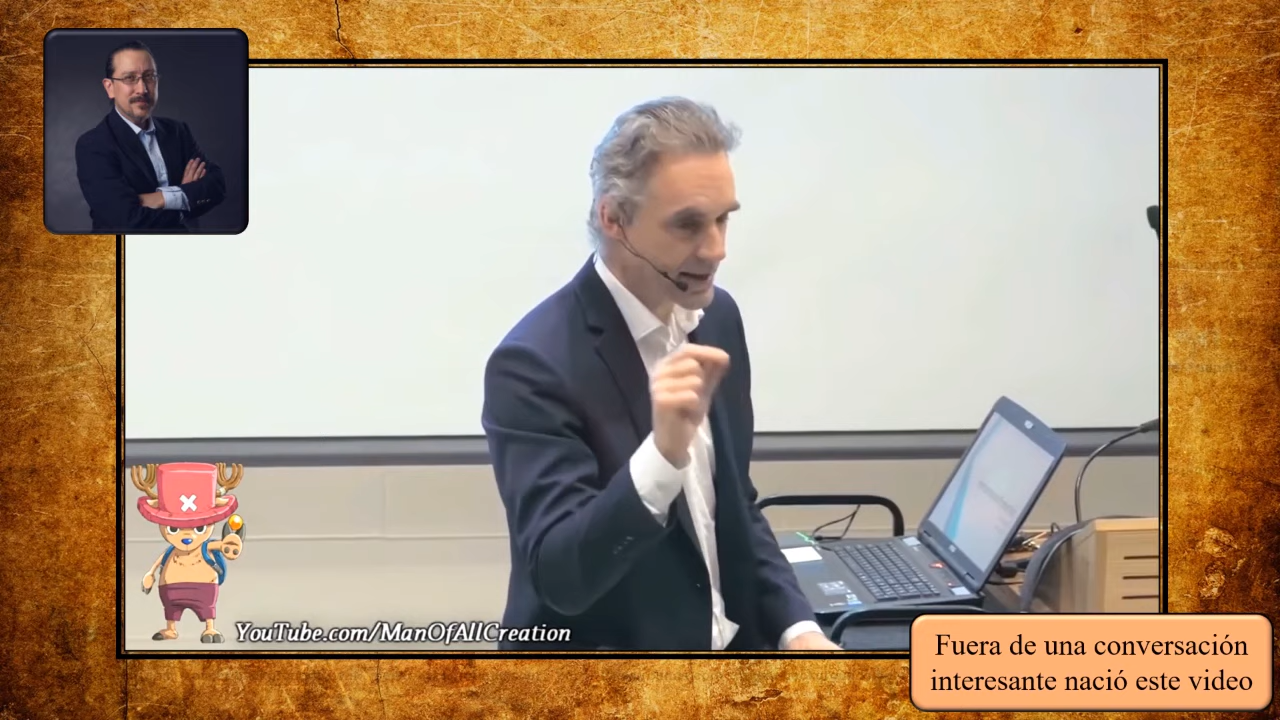 YouTube.com/ManOfAllCreation
Fuera de una conversación
interesante nació este video